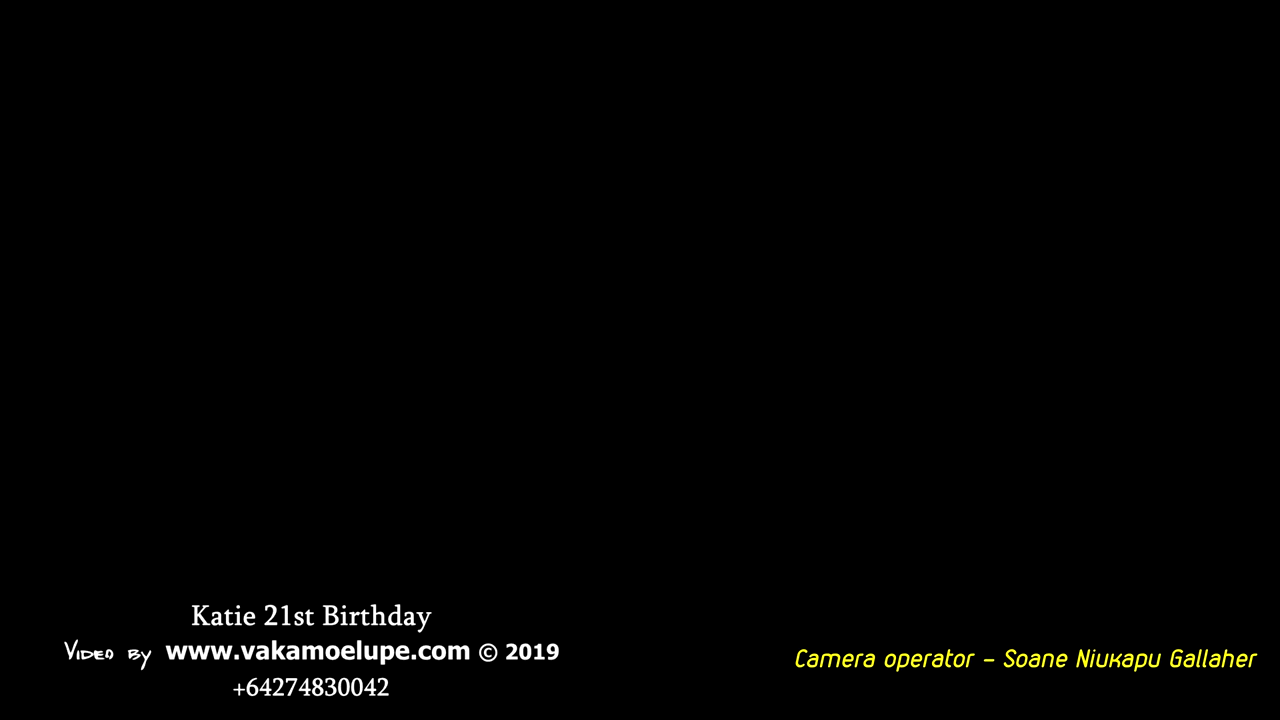 Katie 21st Birthday
Video by www.vakamoelupe.com © 2019
+64274830042
Camera operator - Soane Niukapu Gallaher